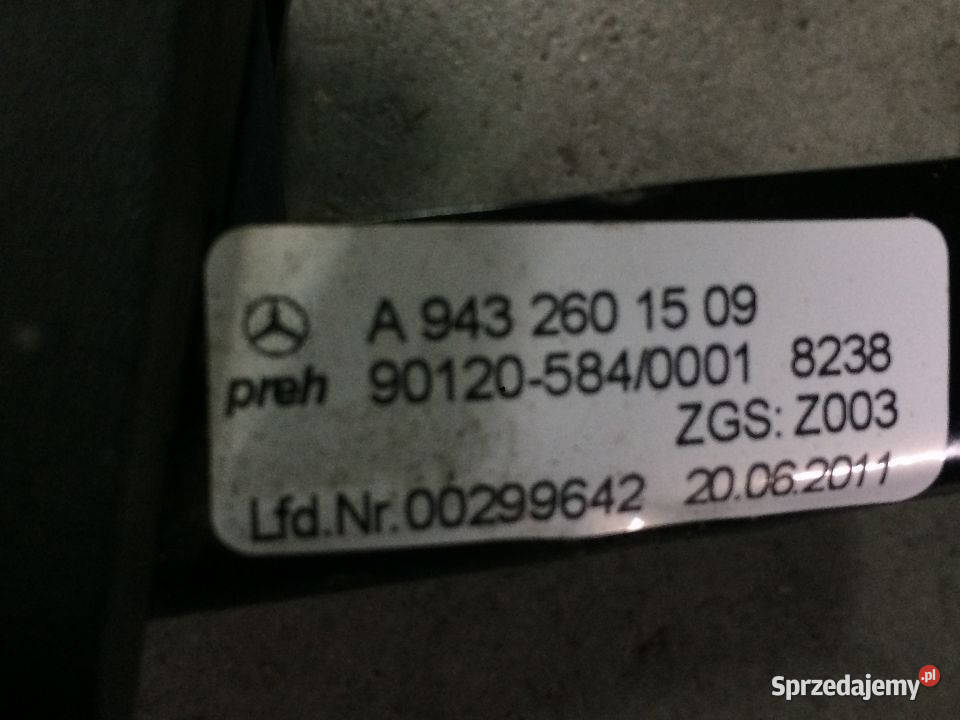 A 943 260 15 09
preh 90120-584/0001 8238
ZGS: Z003
Lfd.Nr.00299642 20.06.2011
Sprzedajemy.pl